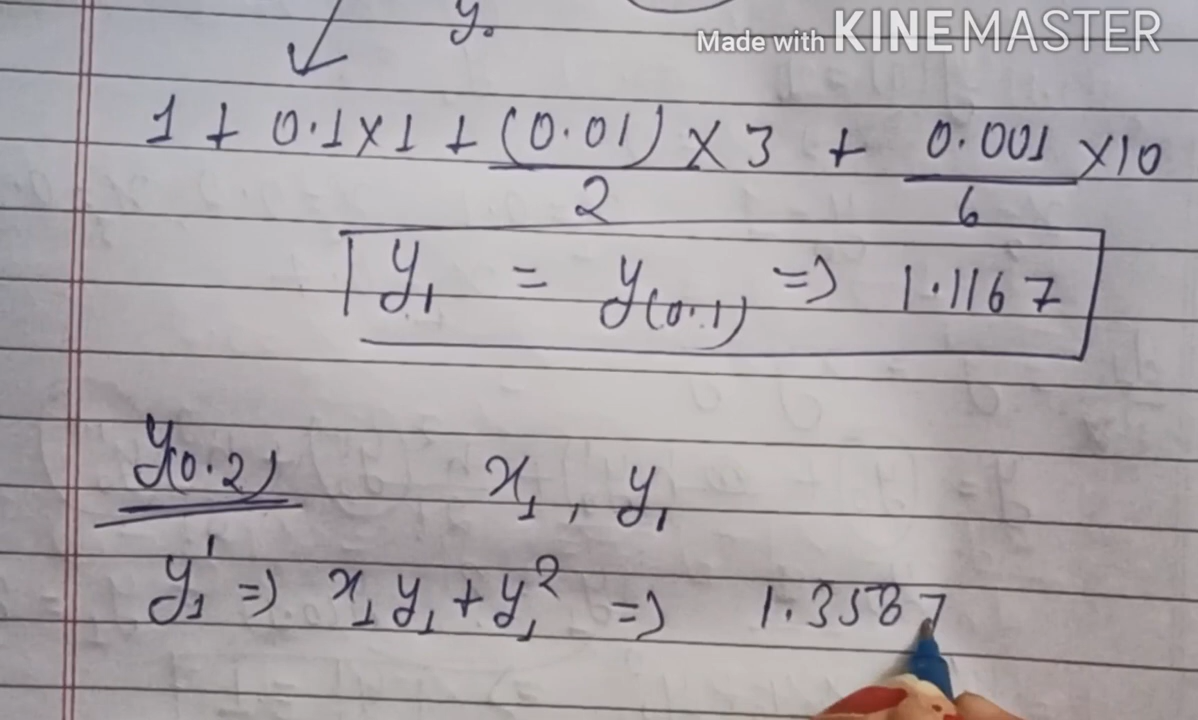 y₀
Made with KINEMASTER
1 + 0.1×1 + (0.01)/2 × 3 + 0.001/6 ×10
y₁ = y(0.1) => 1.1167
y(0.2) x₁, y₁
y₁' => x₁y₁+y₁² => 1.3587